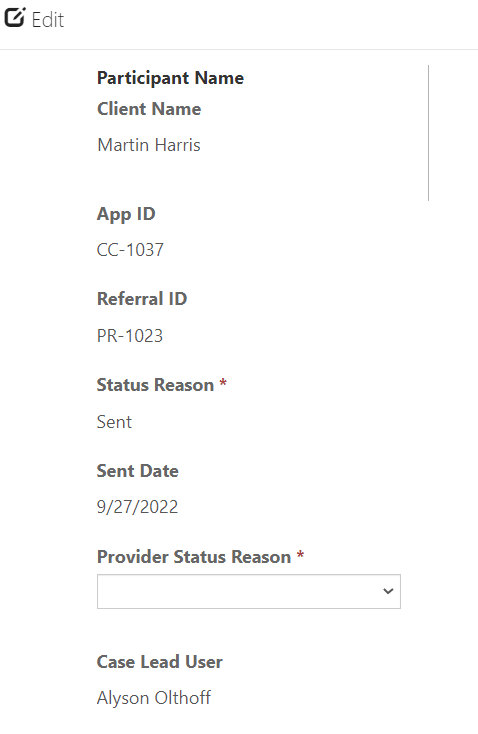 Edit
Participant Name
Client Name
Martin Harris
App ID
CC-1037
Referral ID
PR-1023
Status Reason *
Sent
Sent Date
9/27/2022
Provider Status Reason *
Case Lead User
Alyson Olthoff